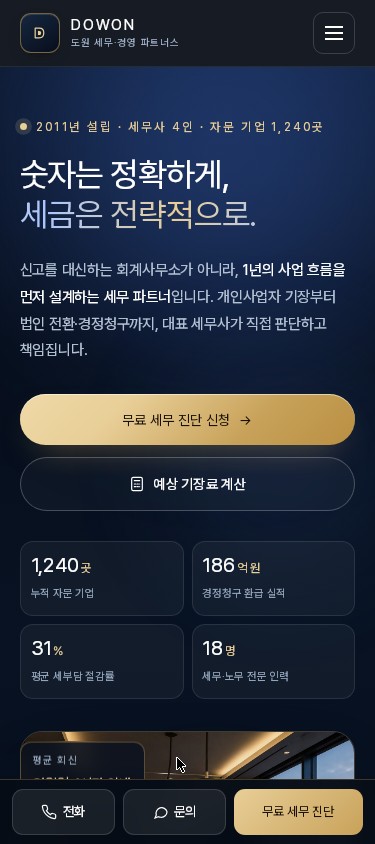 D
DOWON
도원 세무·경영 파트너스
2011년 설립 · 세무사 4인 · 자문 기업 1,240곳
숫자는 정확하게,
세금은 전략적으로.
신고를 대신하는 회계사무소가 아니라, 1년의 사업 흐름을
먼저 설계하는 세무 파트너입니다. 개인사업자 기장부터
법인 전환·경정청구까지, 대표 세무사가 직접 판단하고
책임집니다.
무료 세무 진단 신청 →
예상 기장료 계산
1,240곳
누적 자문 기업
186억원
경정청구 환급 실적
31%
평균 세부담 절감률
18명
세무·노무 전문 인력
평균 회신
전화
문의
무료 세무 진단